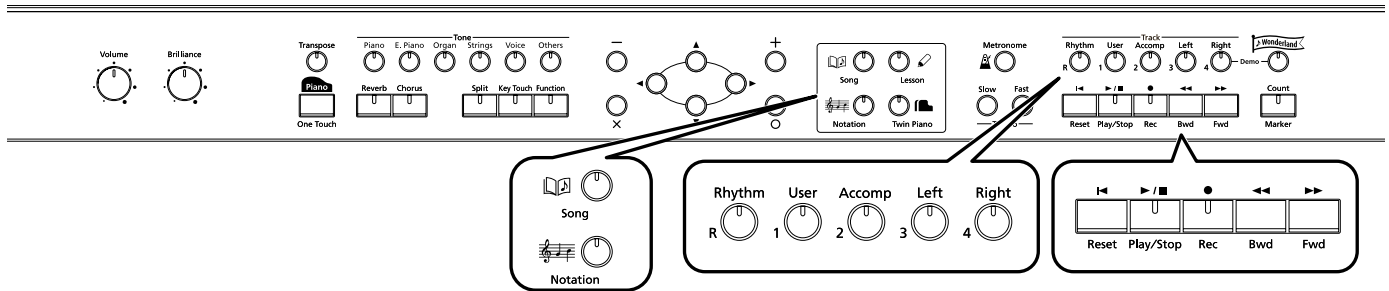 Volume
Brilliance
Transpose
Piano
One Touch
Tone
Piano E. Piano Organ Strings Voice Others
Reverb Chorus
Split Key Touch Function
Song
Lesson
Notation
Twin Piano
Metronome
Slow Fast
Track
Rhythm User Accomp Left Right
R 1 2 3 4
Demo
Wonderland
Reset Play/Stop Rec Bwd Fwd
Count
Marker
Song
Notation
Rhythm User Accomp Left Right
R 1 2 3 4
Reset Play/Stop Rec Bwd Fwd